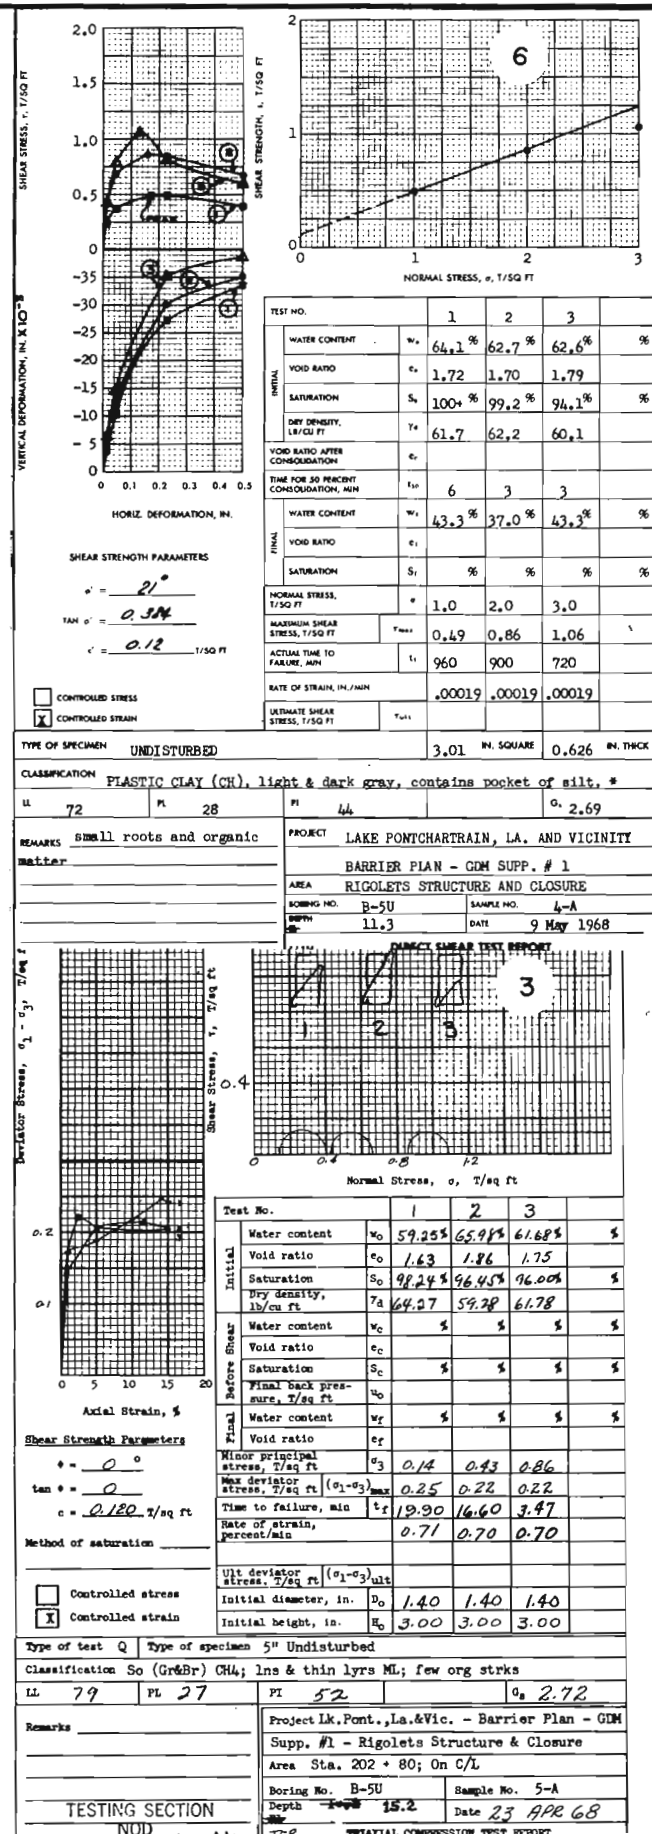 2.0
1.5
1.0
0.5
0
SHEAR STRESS, τ, T/SQ FT
PEAK
-35
-30
-25
-20
-15
-10
-5
0
VERTICAL DEFORMATION, IN. X10⁻³
0 0.1 0.2 0.3 0.4 0.5
HORIZ. DEFORMATION, IN.
2
1
0
SHEAR STRENGTH, s, T/SQ FT
6
0 1 2 3
NORMAL STRESS, σ, T/SQ FT
SHEAR STRENGTH PARAMETERS
ø' = 21°
TAN ø' = 0.384
c' = 0.12 T/SQ FT
CONTROLLED STRESS
X CONTROLLED STRAIN
TEST NO. 1 2 3
INITIAL
WATER CONTENT w₀ 64.1 % 62.7 % 62.6% %
VOID RATIO e₀ 1.72 1.70 1.79
SATURATION S₀ 100+ % 99.2 % 94.1% %
DRY DENSITY, LB/CU FT γd 61.7 62.2 60.1
VOID RATIO AFTER CONSOLIDATION ec
TIME FOR 50 PERCENT CONSOLIDATION, MIN t50 6 3 3
FINAL
WATER CONTENT wf 43.3 % 37.0 % 43.3% %
VOID RATIO ef
SATURATION Sf % % % %
NORMAL STRESS, T/SQ FT σ 1.0 2.0 3.0
MAXIMUM SHEAR STRESS, T/SQ FT τmax 0.49 0.86 1.06
ACTUAL TIME TO FAILURE, MIN tf 960 900 720
RATE OF STRAIN, IN./MIN .00019 .00019 .00019
ULTIMATE SHEAR STRESS, T/SQ FT τult
TYPE OF SPECIMEN UNDISTURBED 3.01 IN. SQUARE 0.626 IN. THICK
CLASSIFICATION PLASTIC CLAY (CH), light & dark gray, contains pocket of silt, *
LL 72 PL 28 PI 44 Gs 2.69
REMARKS small roots and organic
matter
PROJECT LAKE PONTCHARTRAIN, LA. AND VICINITY
BARRIER PLAN - GDM SUPP. # 1
AREA RIGOLETS STRUCTURE AND CLOSURE
BORING NO. B-5U SAMPLE NO. 4-A
DEPTH 11.3 DATE 9 May 1968
DIRECT SHEAR TEST REPORT
Deviator Stress, σ1 - σ3, T/sq f
0.2
0.1
0 5 10 15 20
Axial Strain, %
Shear Stress, τ, T/sq ft
0.4
1 2 3
3
0 0.4 0.8 1.2
Normal Stress, σ, T/sq ft
Shear Strength Parameters
ø = 0 °
tan ø = 0
c = 0.120 T/sq ft
Method of saturation
Controlled stress
X Controlled strain
Test No. 1 2 3
Initial
Water content w₀ 59.25% 65.98% 61.68% %
Void ratio e₀ 1.63 1.86 1.75
Saturation S₀ 98.24% 96.45% 96.00% %
Dry density, lb/cu ft γd 64.27 59.28 61.78
Before Shear
Water content wc % % % %
Void ratio ec
Saturation Sc % % % %
Final back pres- sure, T/sq ft u₀
Final
Water content wf % % % %
Void ratio ef
Minor principal stress, T/sq ft σ3 0.14 0.43 0.86
Max deviator stress, T/sq ft (σ1-σ3)max 0.25 0.22 0.22
Time to failure, min tf 19.90 16.60 3.47
Rate of strain, percent/min 0.71 0.70 0.70
Ult deviator stress, T/sq ft (σ1-σ3)ult
Initial diameter, in. D₀ 1.40 1.40 1.40
Initial height, in. H₀ 3.00 3.00 3.00
Type of test Q Type of specimen 5" Undisturbed
Classification So (Gr&Br) CH4; lns & thin lyrs ML; few org strks
LL 79 PL 27 PI 52 Gs 2.72
Remarks
TESTING SECTION
NOD
Project Lk.Pont.,La.&Vic. - Barrier Plan - GDM
Supp. #1 - Rigolets Structure & Closure
Area Sta. 202 + 80; On C/L
Boring No. B-5U Sample No. 5-A
Depth 15.2 Date 23 APR 68
TRIAXIAL COMPRESSION TEST REPORT